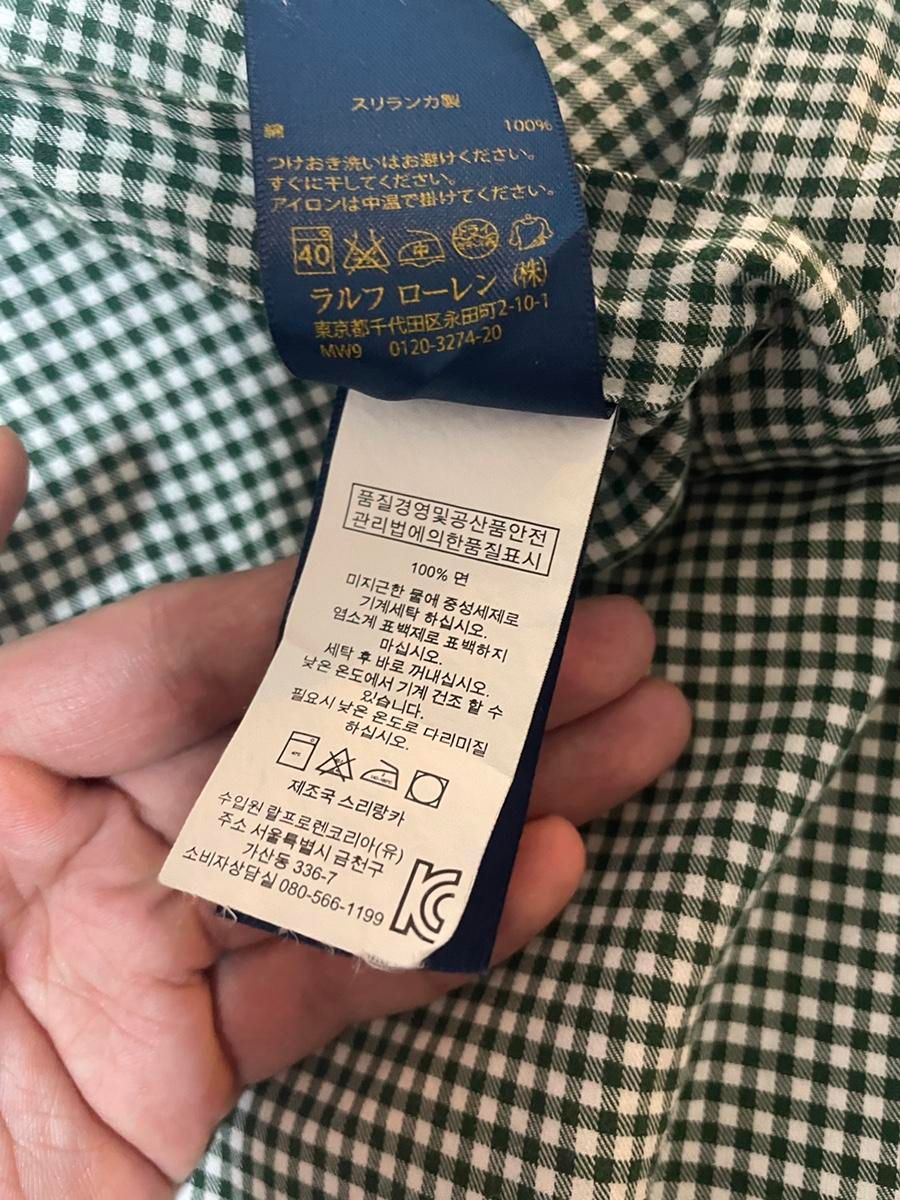 スリランカ製
綿 100%
つけおき洗いはお避けください。
すぐに干してください。
アイロンは中温で掛けてください。
40 中
ラルフ ローレン (株)
東京都千代田区永田町2-10-1
MW9 0120-3274-20
품질경영및공산품안전
관리법에의한품질표시
100% 면
미지근한 물에 중성세제로
기계세탁 하십시오.
염소계 표백제로 표백하지
마십시오.
세탁 후 바로 꺼내십시오.
낮은 온도에서 기계 건조 할 수
있습니다.
필요시 낮은 온도로 다리미질
하십시오.
제조국 스리랑카
수입원 랄프로렌코리아(유)
주소 서울특별시 금천구
가산동 336-7
소비자상담실 080-566-1199
KC